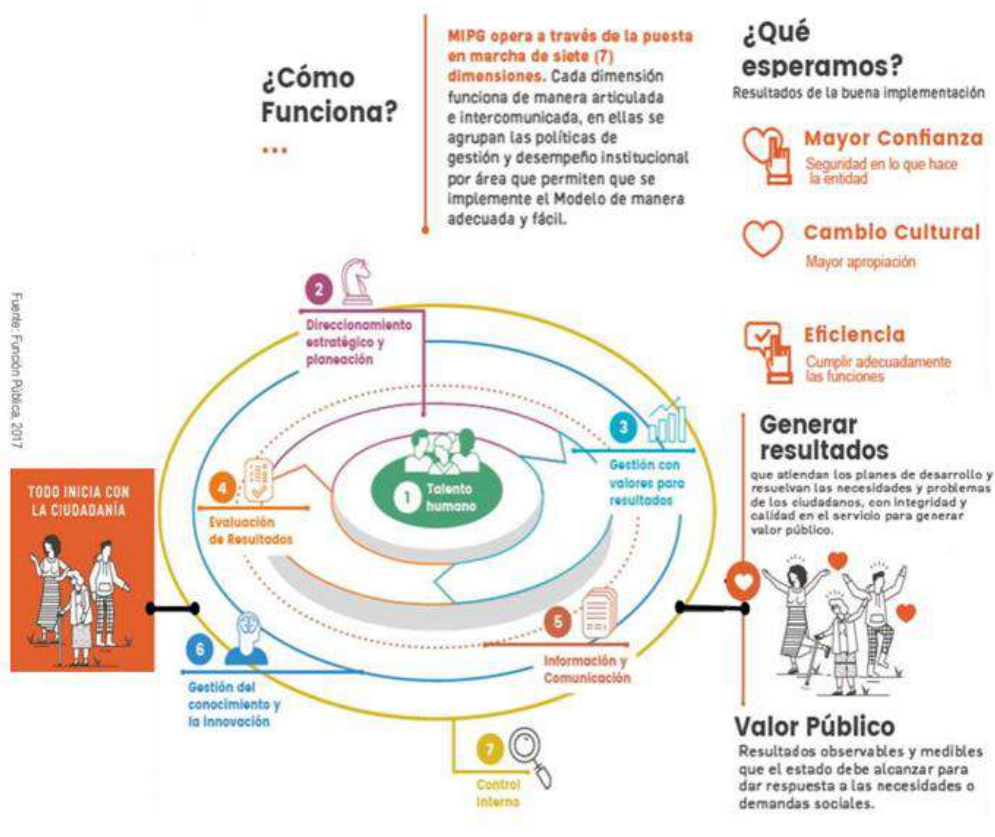 ¿Cómo
Funciona?
MIPG opera a través de la puesta
en marcha de siete (7)
dimensiones. Cada dimensión
funciona de manera articulada
e intercomunicada, en ellas se
agrupan las políticas de
gestión y desempeño institucional
por área que permiten que se
implemente el Modelo de manera
adecuada y fácil.
¿Qué
esperamos?
Resultados de la buena implementación
Mayor Confianza
Seguridad en lo que hace
la entidad
Cambio Cultural
Mayor apropiación
Eficiencia
Cumplir adecuadamente
las funciones
Generar
resultados
que atiendan los planes de desarrollo y
resuelvan las necesidades y problemas
de los ciudadanos, con integridad y
calidad en el servicio para generar
valor público.
Valor Público
Resultados observables y medibles
que el estado debe alcanzar para
dar respuesta a las necesidades o
demandas sociales.
Fuente: Función Pública, 2017
TODO INICIA CON
LA CIUDADANÍA
1
Talento
humano
2
Direccionamiento
estratégico y
planeación
3
Gestión con
valores para
resultados
4
Evaluación
de Resultados
5
Información y
Comunicación
6
Gestión del
conocimiento y
la innovación
7
Control
Interno